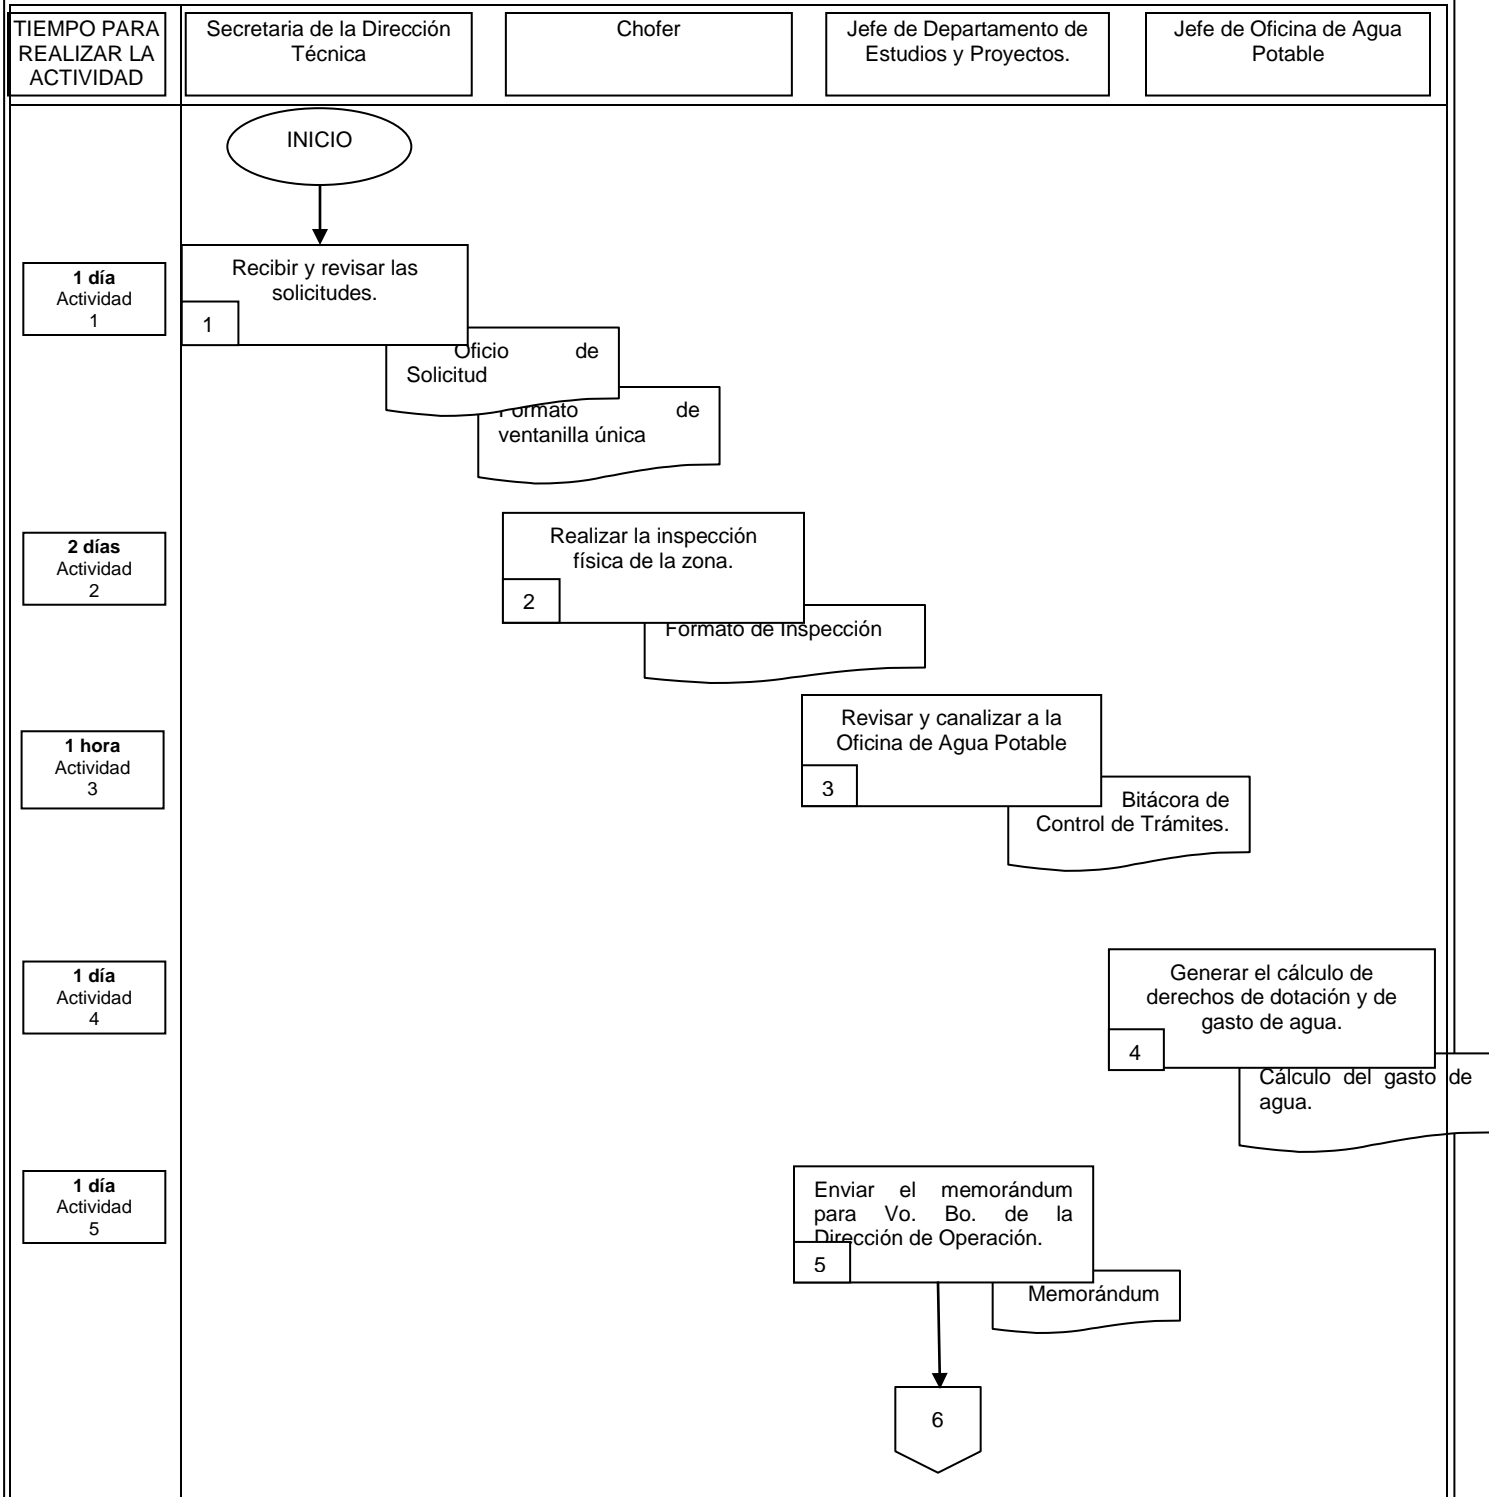 TIEMPO PARA
REALIZAR LA
ACTIVIDAD
Secretaria de la Dirección
Técnica
Chofer
Jefe de Departamento de
Estudios y Proyectos.
Jefe de Oficina de Agua
Potable
INICIO
1 día
Actividad
1
Recibir y revisar las
solicitudes.
1
Oficio de
Solicitud
Formato de
ventanilla única
2 días
Actividad
2
Realizar la inspección
física de la zona.
2
Formato de Inspección
1 hora
Actividad
3
Revisar y canalizar a la
Oficina de Agua Potable
3
Bitácora de
Control de Trámites.
1 día
Actividad
4
Generar el cálculo de
derechos de dotación y de
gasto de agua.
4
Cálculo del gasto de
agua.
1 día
Actividad
5
Enviar el memorándum
para Vo. Bo. de la
Dirección de Operación.
5
Memorándum
6